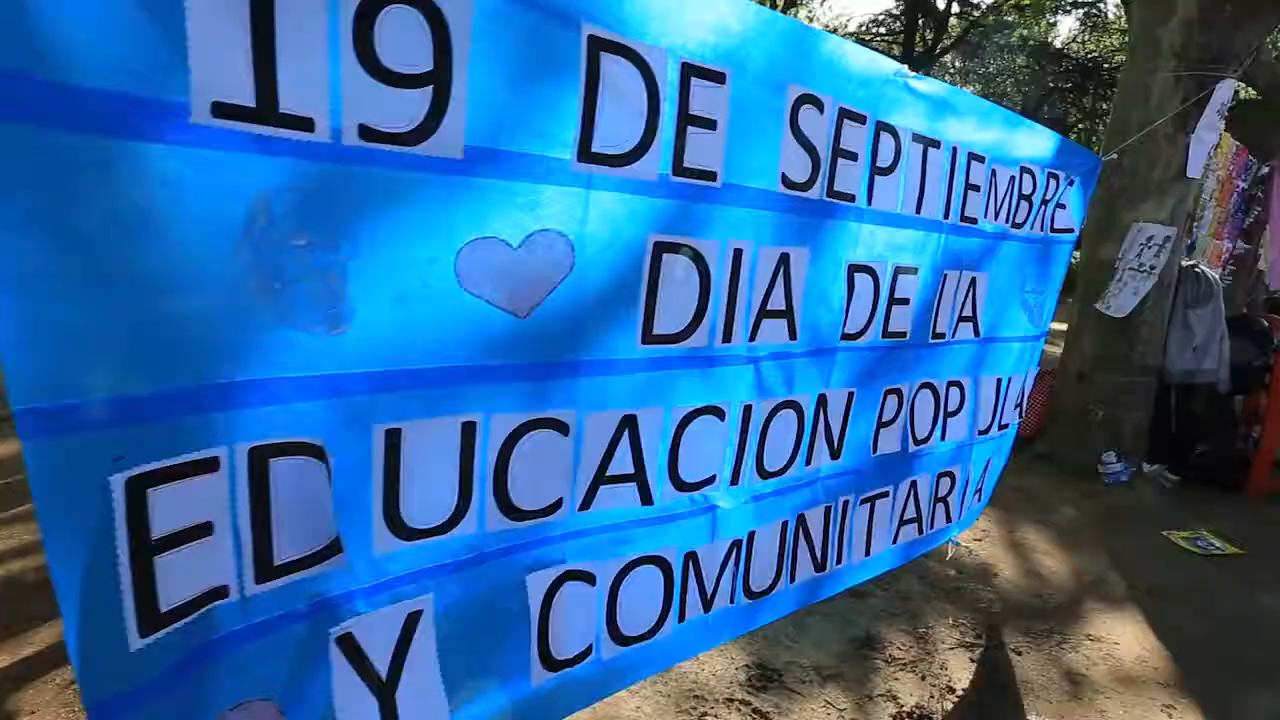 19 DE SEPTIEMBRE
DIA DE LA
EDUCACION POPULAR
Y COMUNITARIA